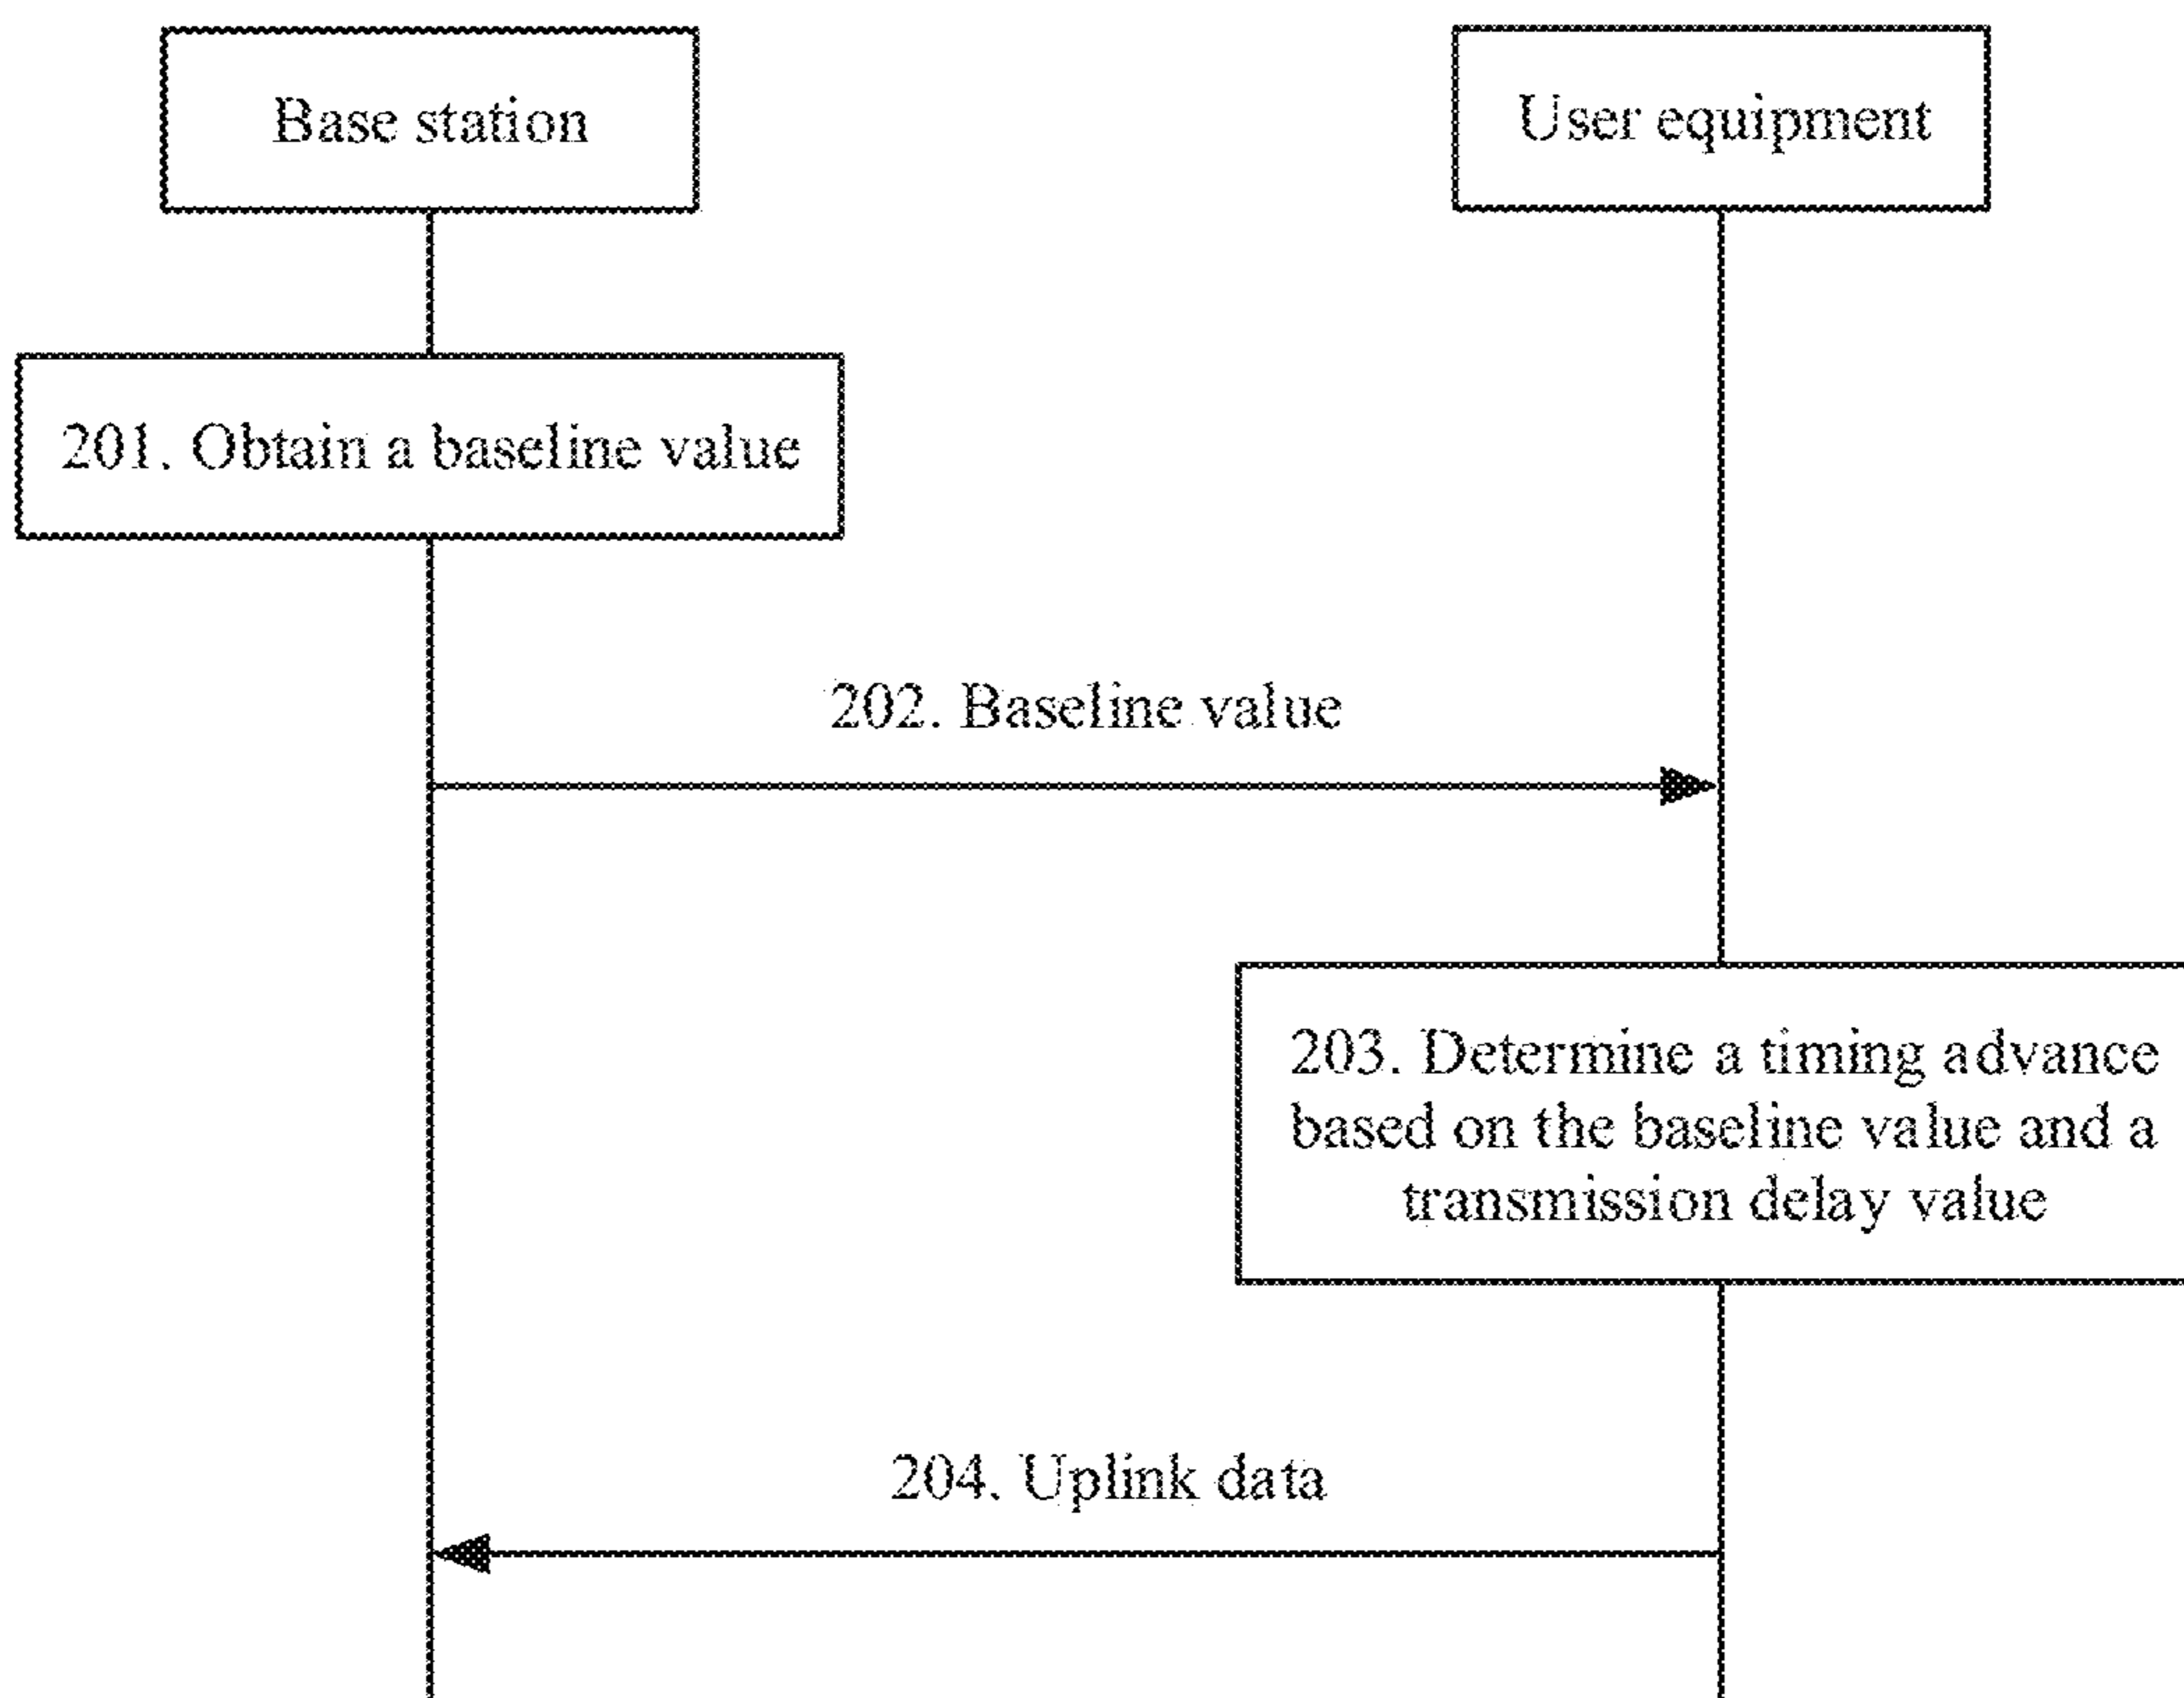 Base station
User equipment
201. Obtain a baseline value
202. Baseline value
203. Determine a timing advance
based on the baseline value and a
transmission delay value
204. Uplink data